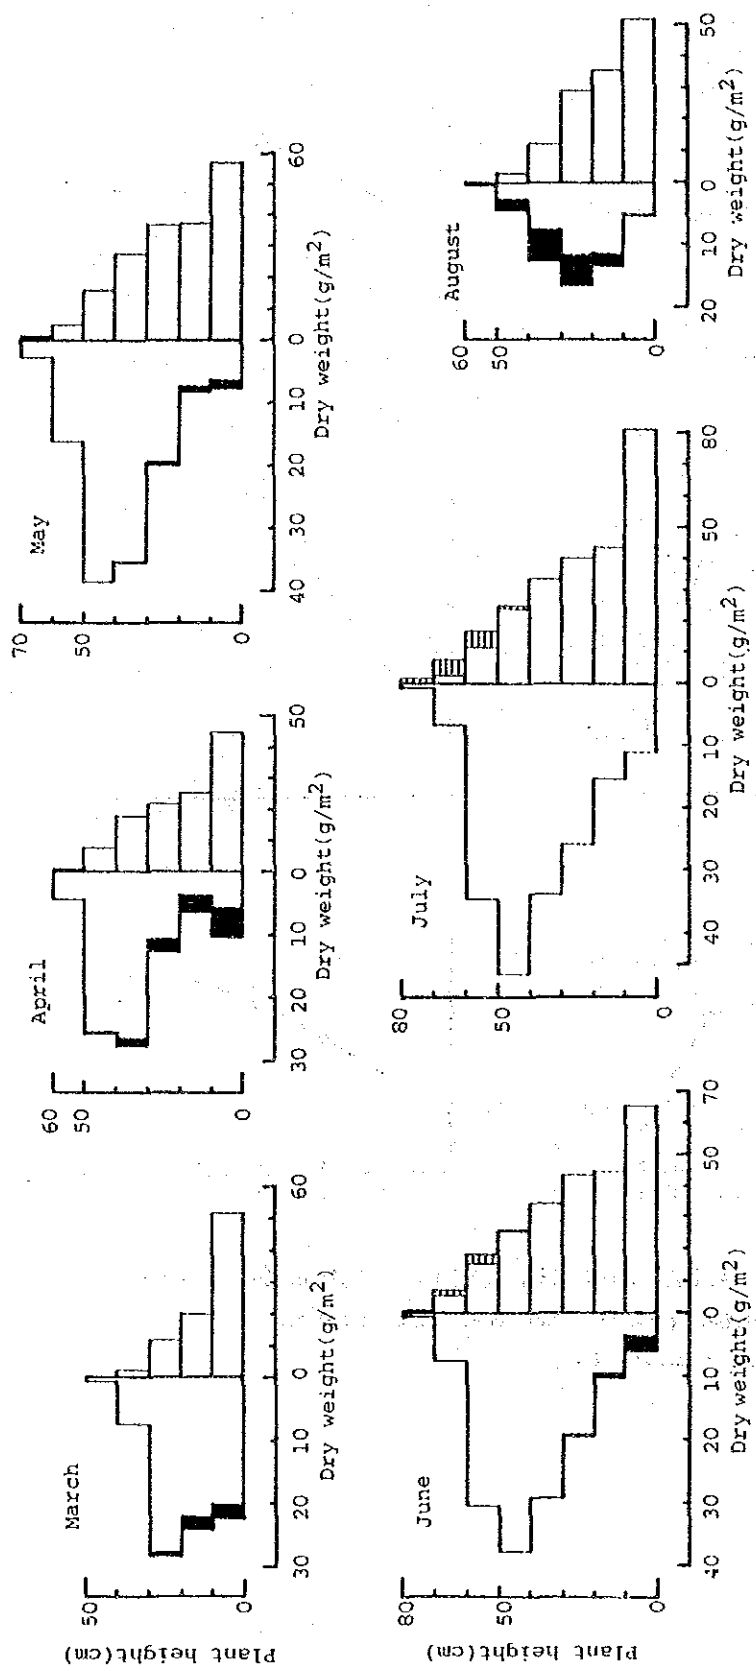 Plant height(cm)
March
50
0
30 20 10 0 60
Dry weight(g/m²)
April
60
50
0
30 20 10 0 50
Dry weight(g/m²)
May
70
50
0
40 30 20 10 0 60
Dry weight(g/m²)
Plant height(cm)
June
80
50
0
40 30 20 10 0 50 70
Dry weight(g/m²)
July
80
50
0
40 30 20 10 0 50 80
Dry weight(g/m²)
August
60
50
0
20 10 0 50
Dry weight(g/m²)